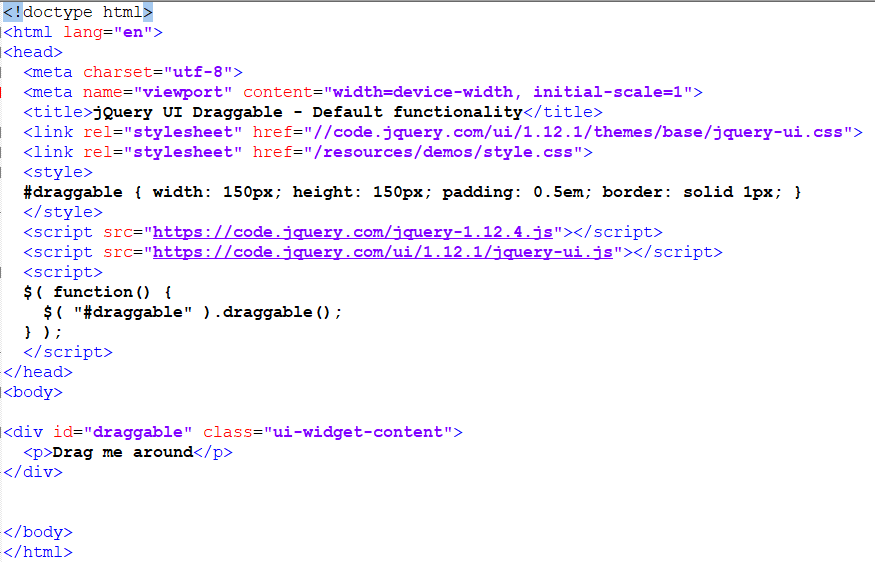 <!doctype html>
<html lang="en">
<head>
  <meta charset="utf-8">
  <meta name="viewport" content="width=device-width, initial-scale=1">
  <title>jQuery UI Draggable - Default functionality</title>
  <link rel="stylesheet" href="//code.jquery.com/ui/1.12.1/themes/base/jquery-ui.css">
  <link rel="stylesheet" href="/resources/demos/style.css">
  <style>
  #draggable { width: 150px; height: 150px; padding: 0.5em; border: solid 1px; }
  </style>
  <script src="https://code.jquery.com/jquery-1.12.4.js"></script>
  <script src="https://code.jquery.com/ui/1.12.1/jquery-ui.js"></script>
  <script>
  $( function() {
    $( "#draggable" ).draggable();
  } );
  </script>
</head>
<body>
<div id="draggable" class="ui-widget-content">
  <p>Drag me around</p>
</div>
</body>
</html>